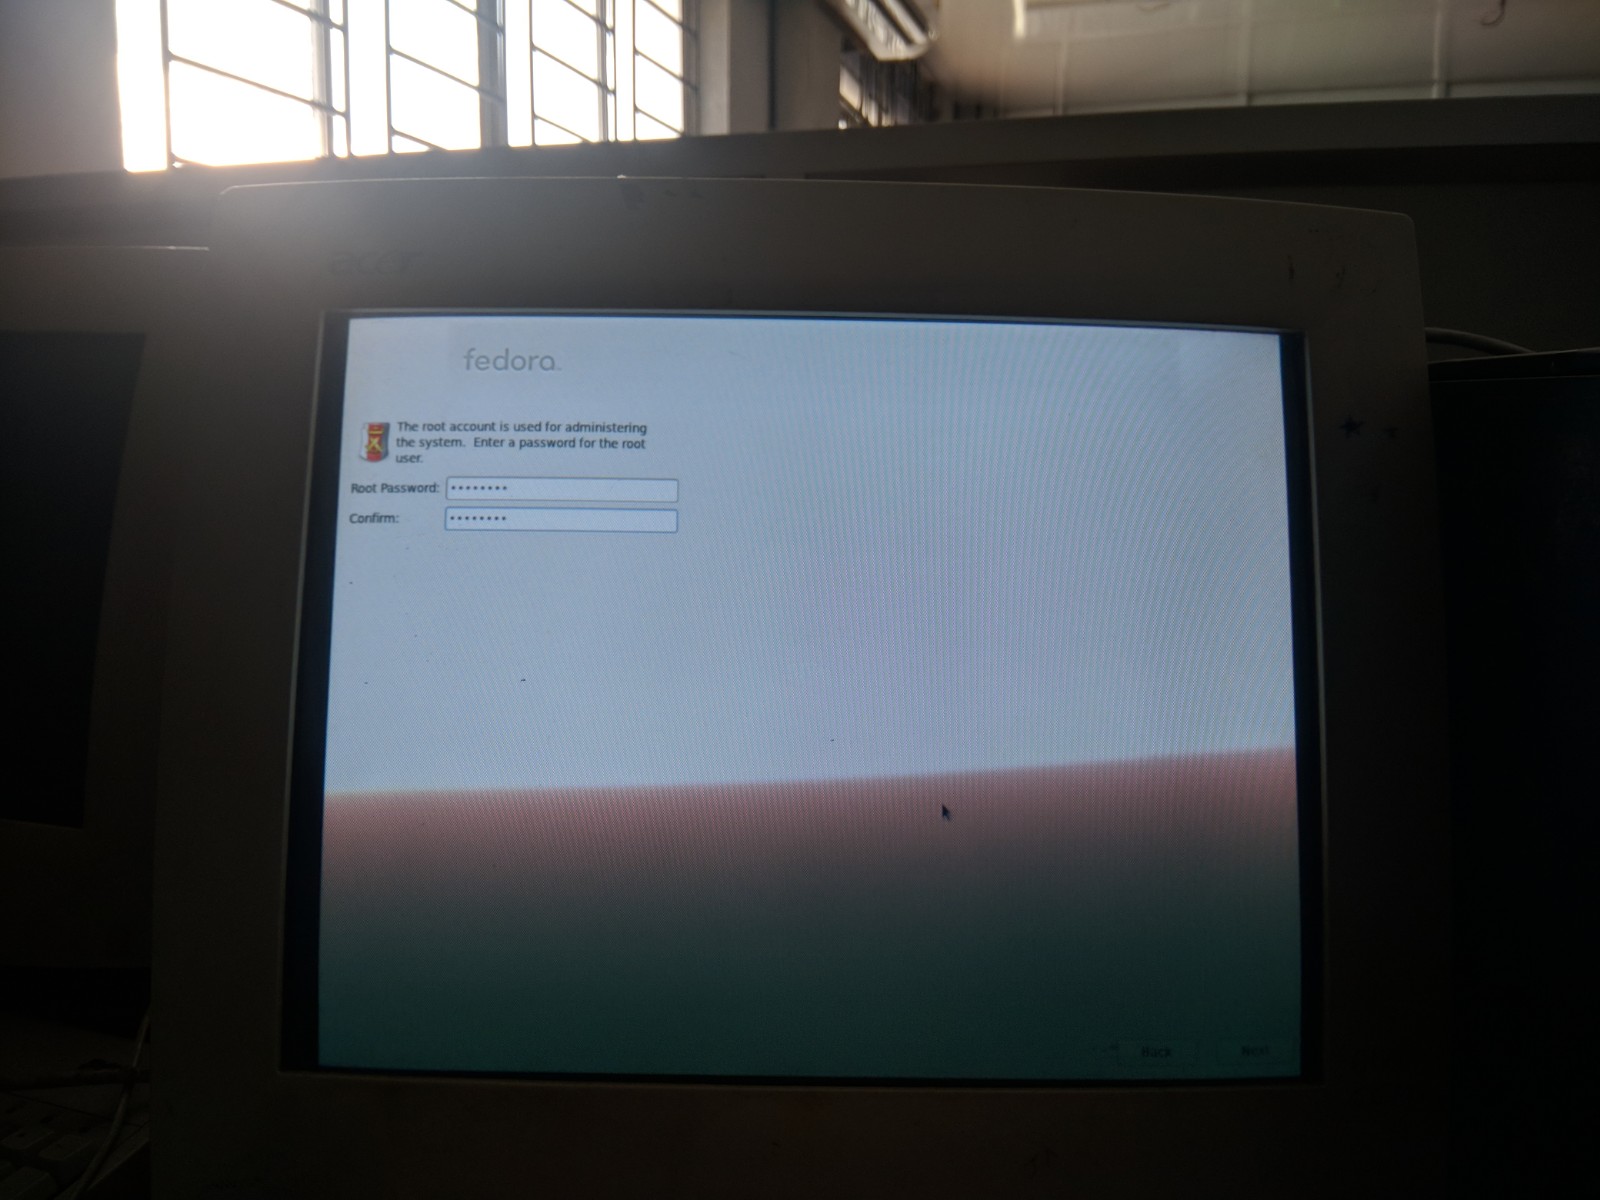 acer
fedora
The root account is used for administering
the system. Enter a password for the root
user.
Root Password: ••••••••
Confirm: ••••••••
Back Next